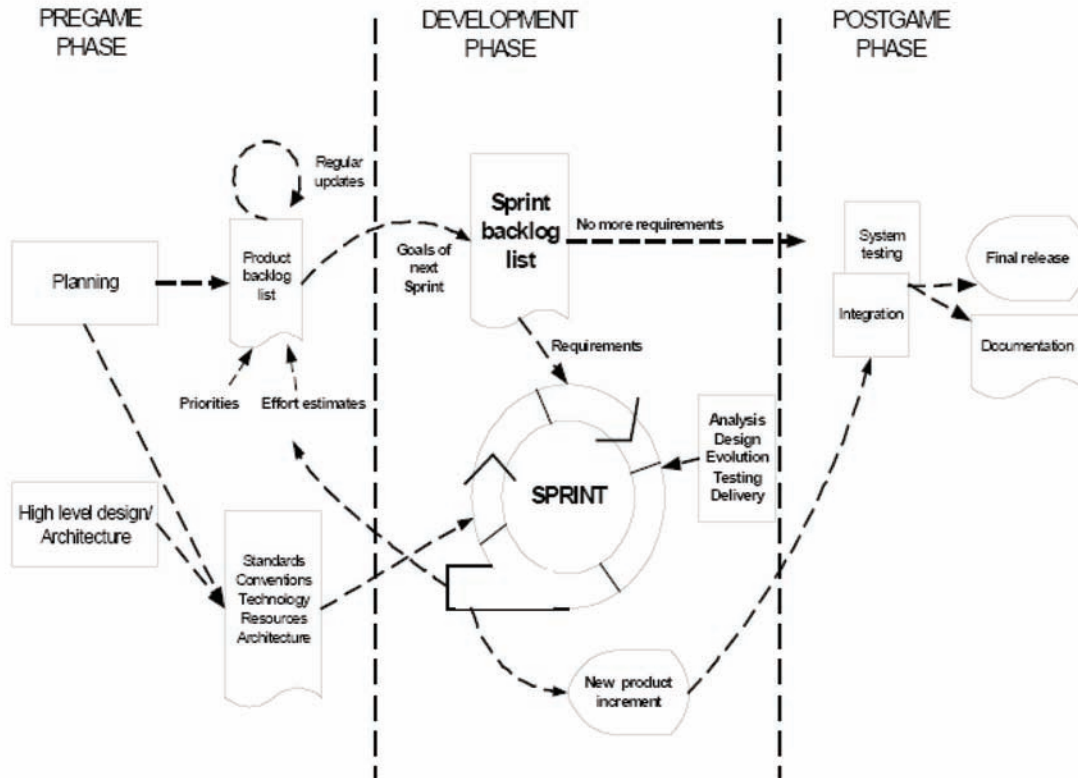 PREGAME
PHASE
DEVELOPMENT
PHASE
POSTGAME
PHASE
Regular
updates
Planning
Product
backlog
list
Goals of
next
Sprint
Sprint
backlog
list
No more requirements
System
testing
Integration
Final release
Documentation
Priorities
Effort estimates
Requirements
Analysis
Design
Evolution
Testing
Delivery
SPRINT
High level design/
Architecture
Standards
Conventions
Technology
Resources
Architecture
New product
increment